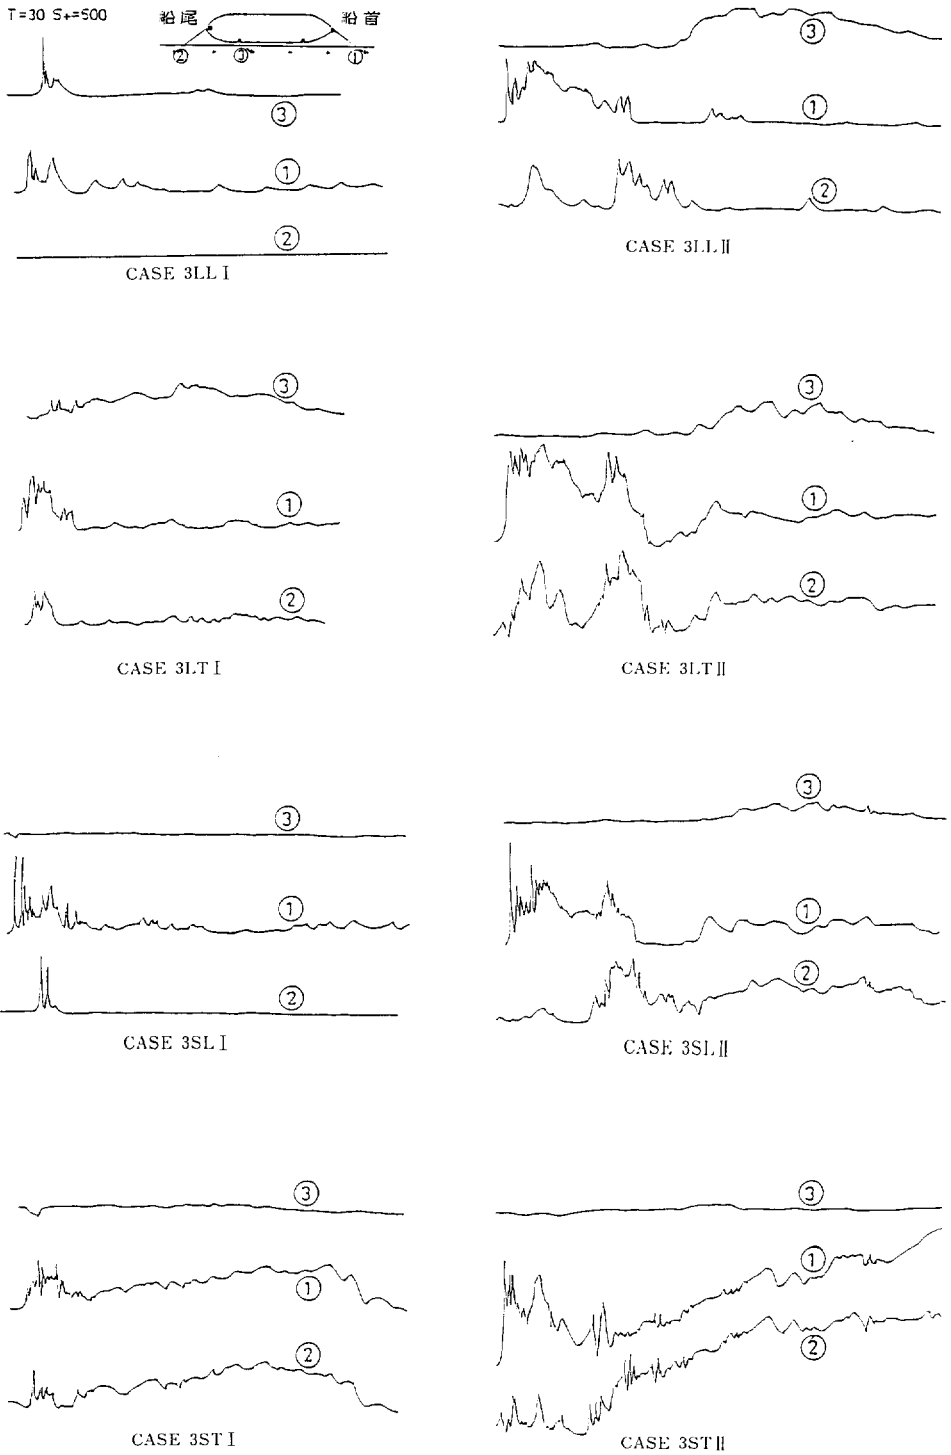 T=30 S+=500
船尾 船首
② ③ ①
③
①
②
CASE 3LL I
③
①
②
CASE 3LL II
③
①
②
CASE 3LT I
③
①
②
CASE 3LT II
③
①
②
CASE 3SL I
③
①
②
CASE 3SL II
③
①
②
CASE 3ST I
③
①
②
CASE 3ST II